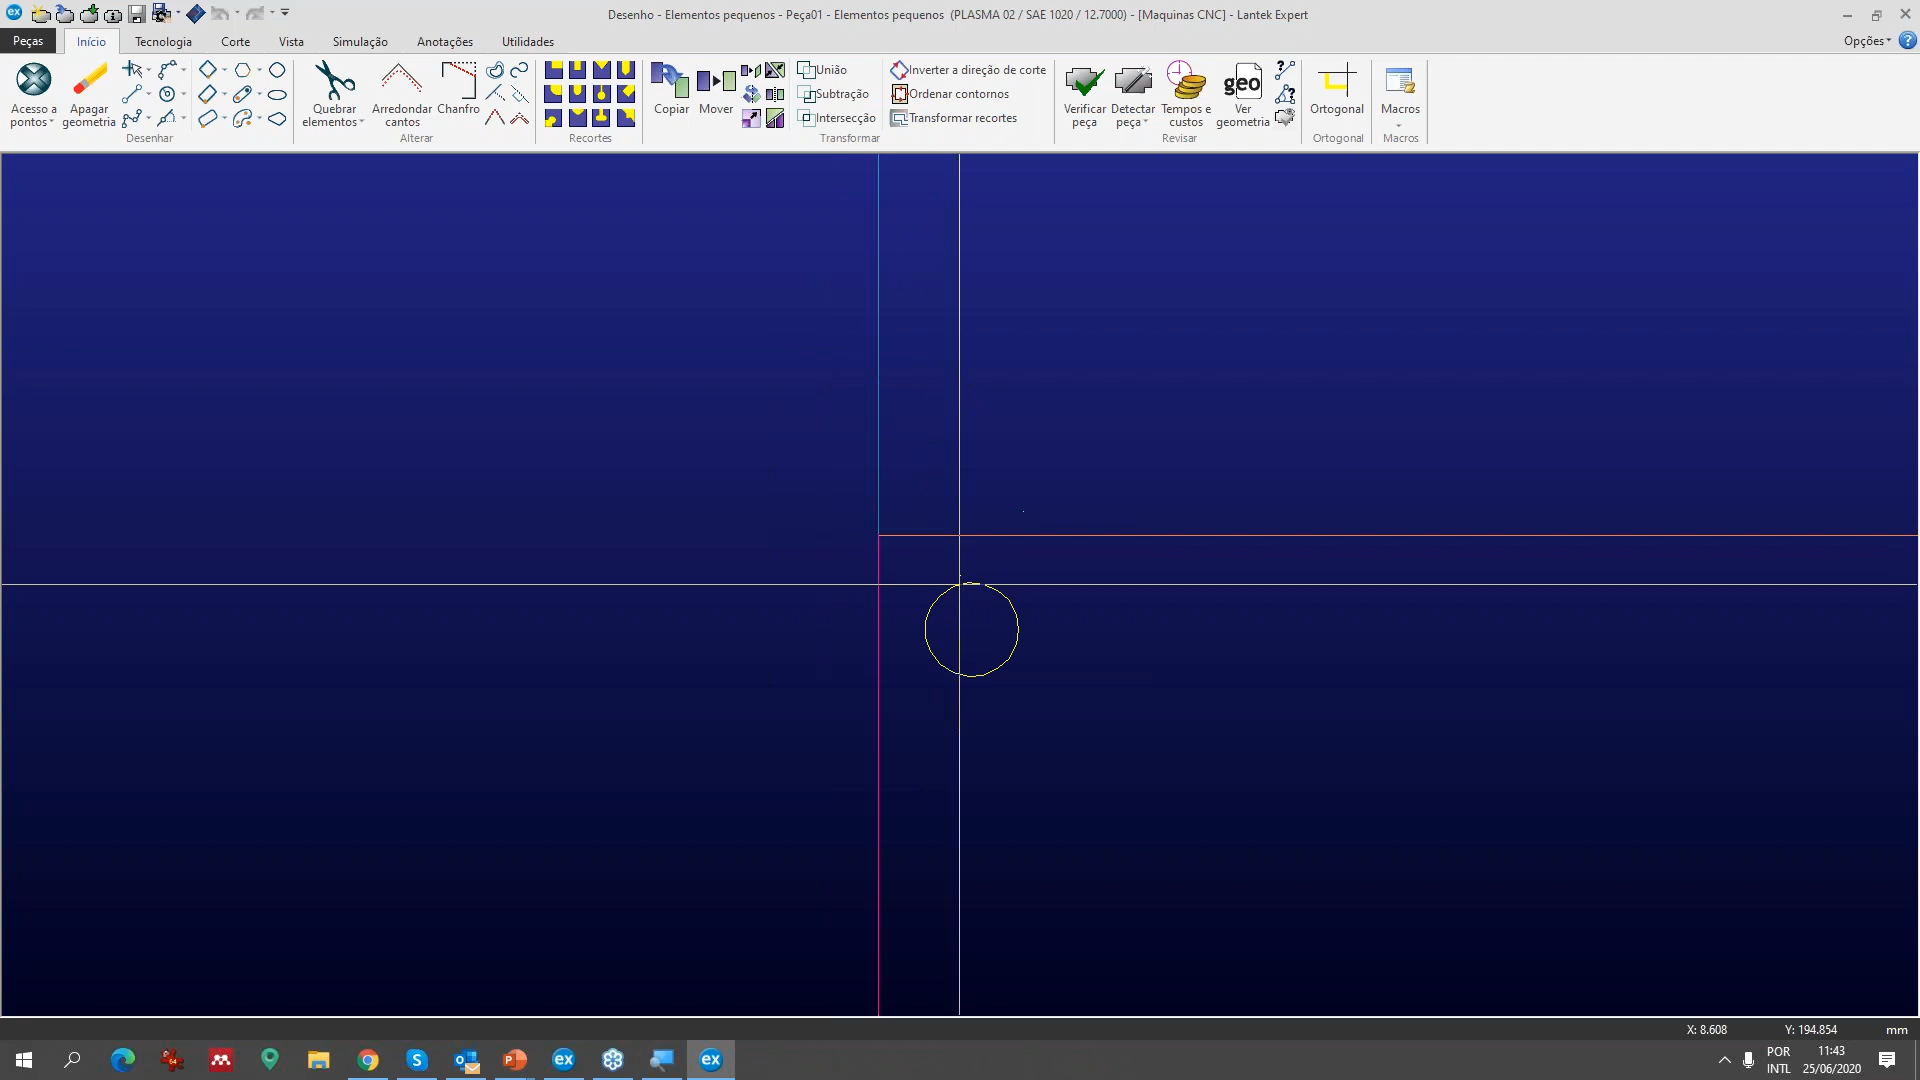 Desenho - Elementos pequenos - Peça01 - Elementos pequenos (PLASMA 02 / SAE 1020 / 12.7000) - [Maquinas CNC] - Lantek Expert
Peças Início Tecnologia Corte Vista Simulação Anotações Utilidades Opções
Acesso a pontos
Apagar geometria
Desenhar
Quebrar elementos
Arredondar cantos
Chanfro
Alterar
Recortes
Copiar
Mover
União
Subtração
Intersecção
Inverter a direção de corte
Ordenar contornos
Transformar recortes
Transformar
Verificar peça
Detectar peça
Tempos e custos
geo
Ver geometria
Revisar
Ortogonal
Ortogonal
Macros
Macros
X: 8.608 Y: 194.854 mm
POR
INTL
11:43
25/06/2020